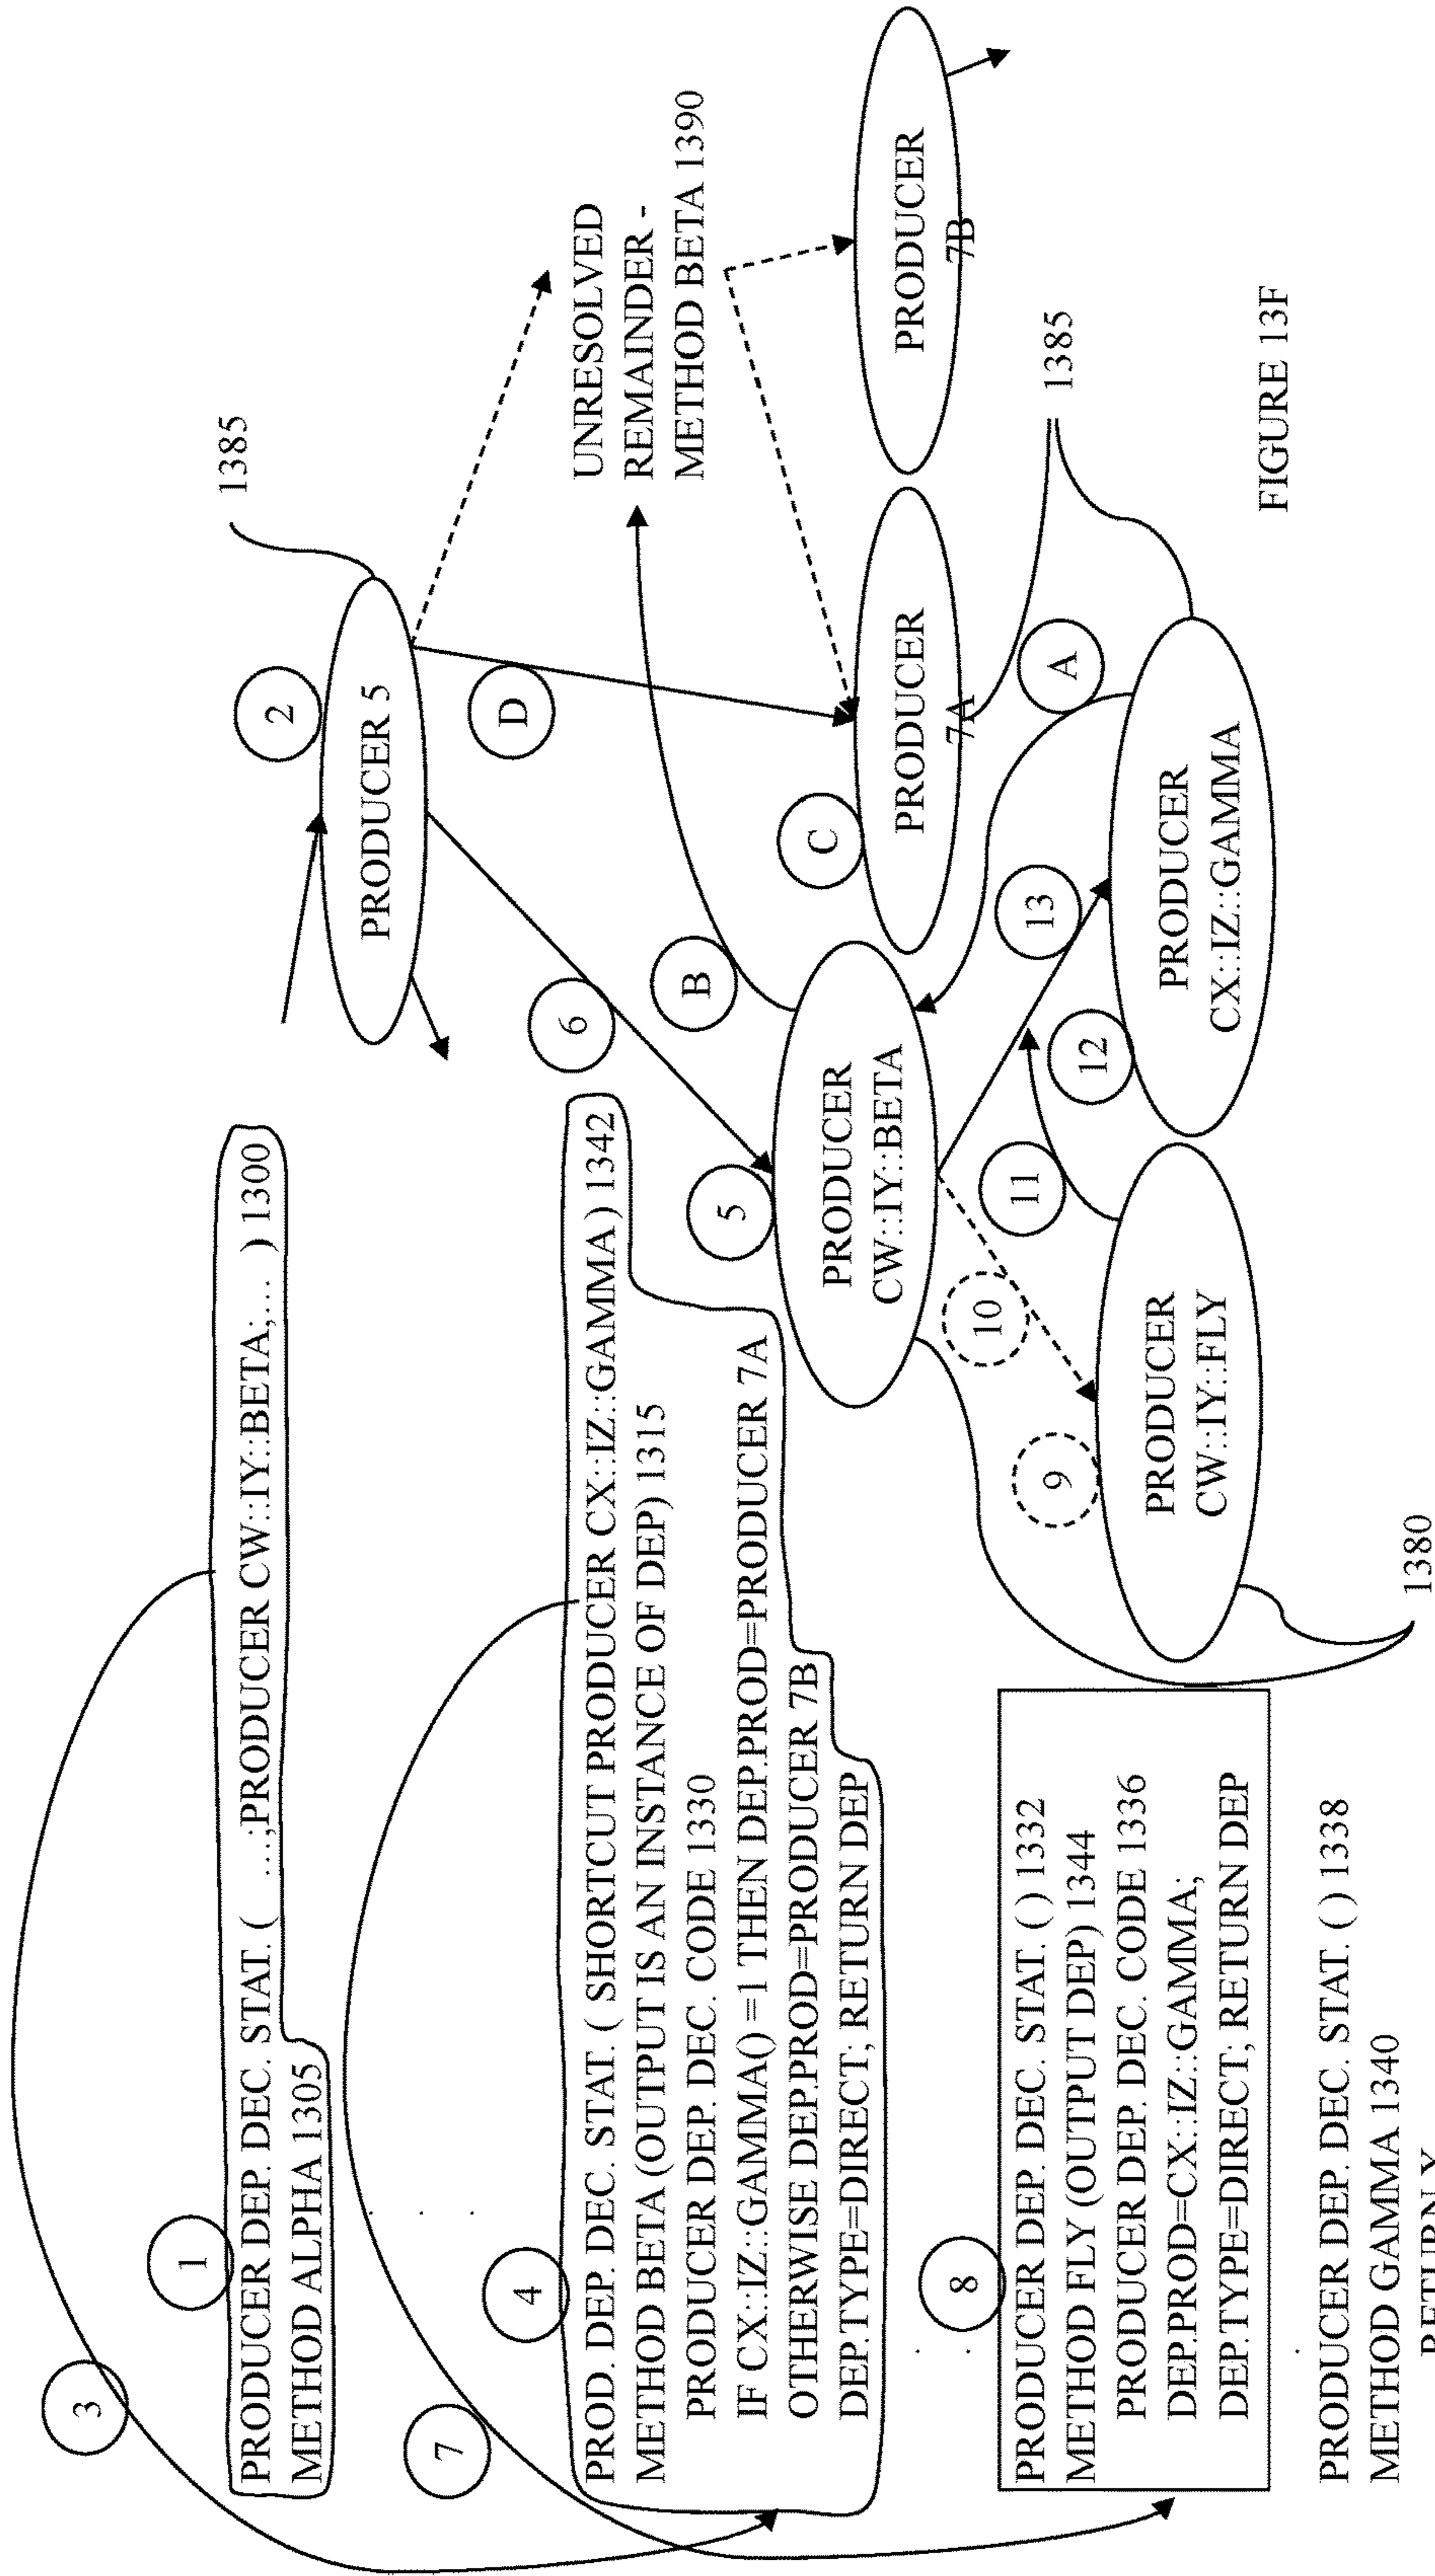 1
PRODUCER DEP. DEC. STAT. ( ....;PRODUCER CW::IY::BETA;... ) 1300
METHOD ALPHA 1305
3
4
PROD. DEP. DEC. STAT. ( SHORTCUT PRODUCER CX::IZ::GAMMA ) 1342
METHOD BETA (OUTPUT IS AN INSTANCE OF DEP) 1315
PRODUCER DEP. DEC. CODE 1330
IF CX::IZ::GAMMA() =1 THEN DEP.PROD=PRODUCER 7A
OTHERWISE DEP.PROD=PRODUCER 7B
DEP.TYPE=DIRECT; RETURN DEP
7
8
PRODUCER DEP. DEC. STAT. ( ) 1332
METHOD FLY (OUTPUT DEP) 1344
PRODUCER DEP. DEC. CODE 1336
DEP.PROD=CX::IZ::GAMMA;
DEP.TYPE=DIRECT; RETURN DEP
PRODUCER DEP. DEC. STAT. ( ) 1338
METHOD GAMMA 1340
RETURN X
1385
2
PRODUCER 5
D
6
UNRESOLVED
REMAINDER -
METHOD BETA 1390
B
5
PRODUCER
CW::IY::BETA
C
PRODUCER
7A
PRODUCER
7B
A
10
11
13
12
9
PRODUCER
CW::IY::FLY
PRODUCER
CX::IZ::GAMMA
1385
1380
FIGURE 13F